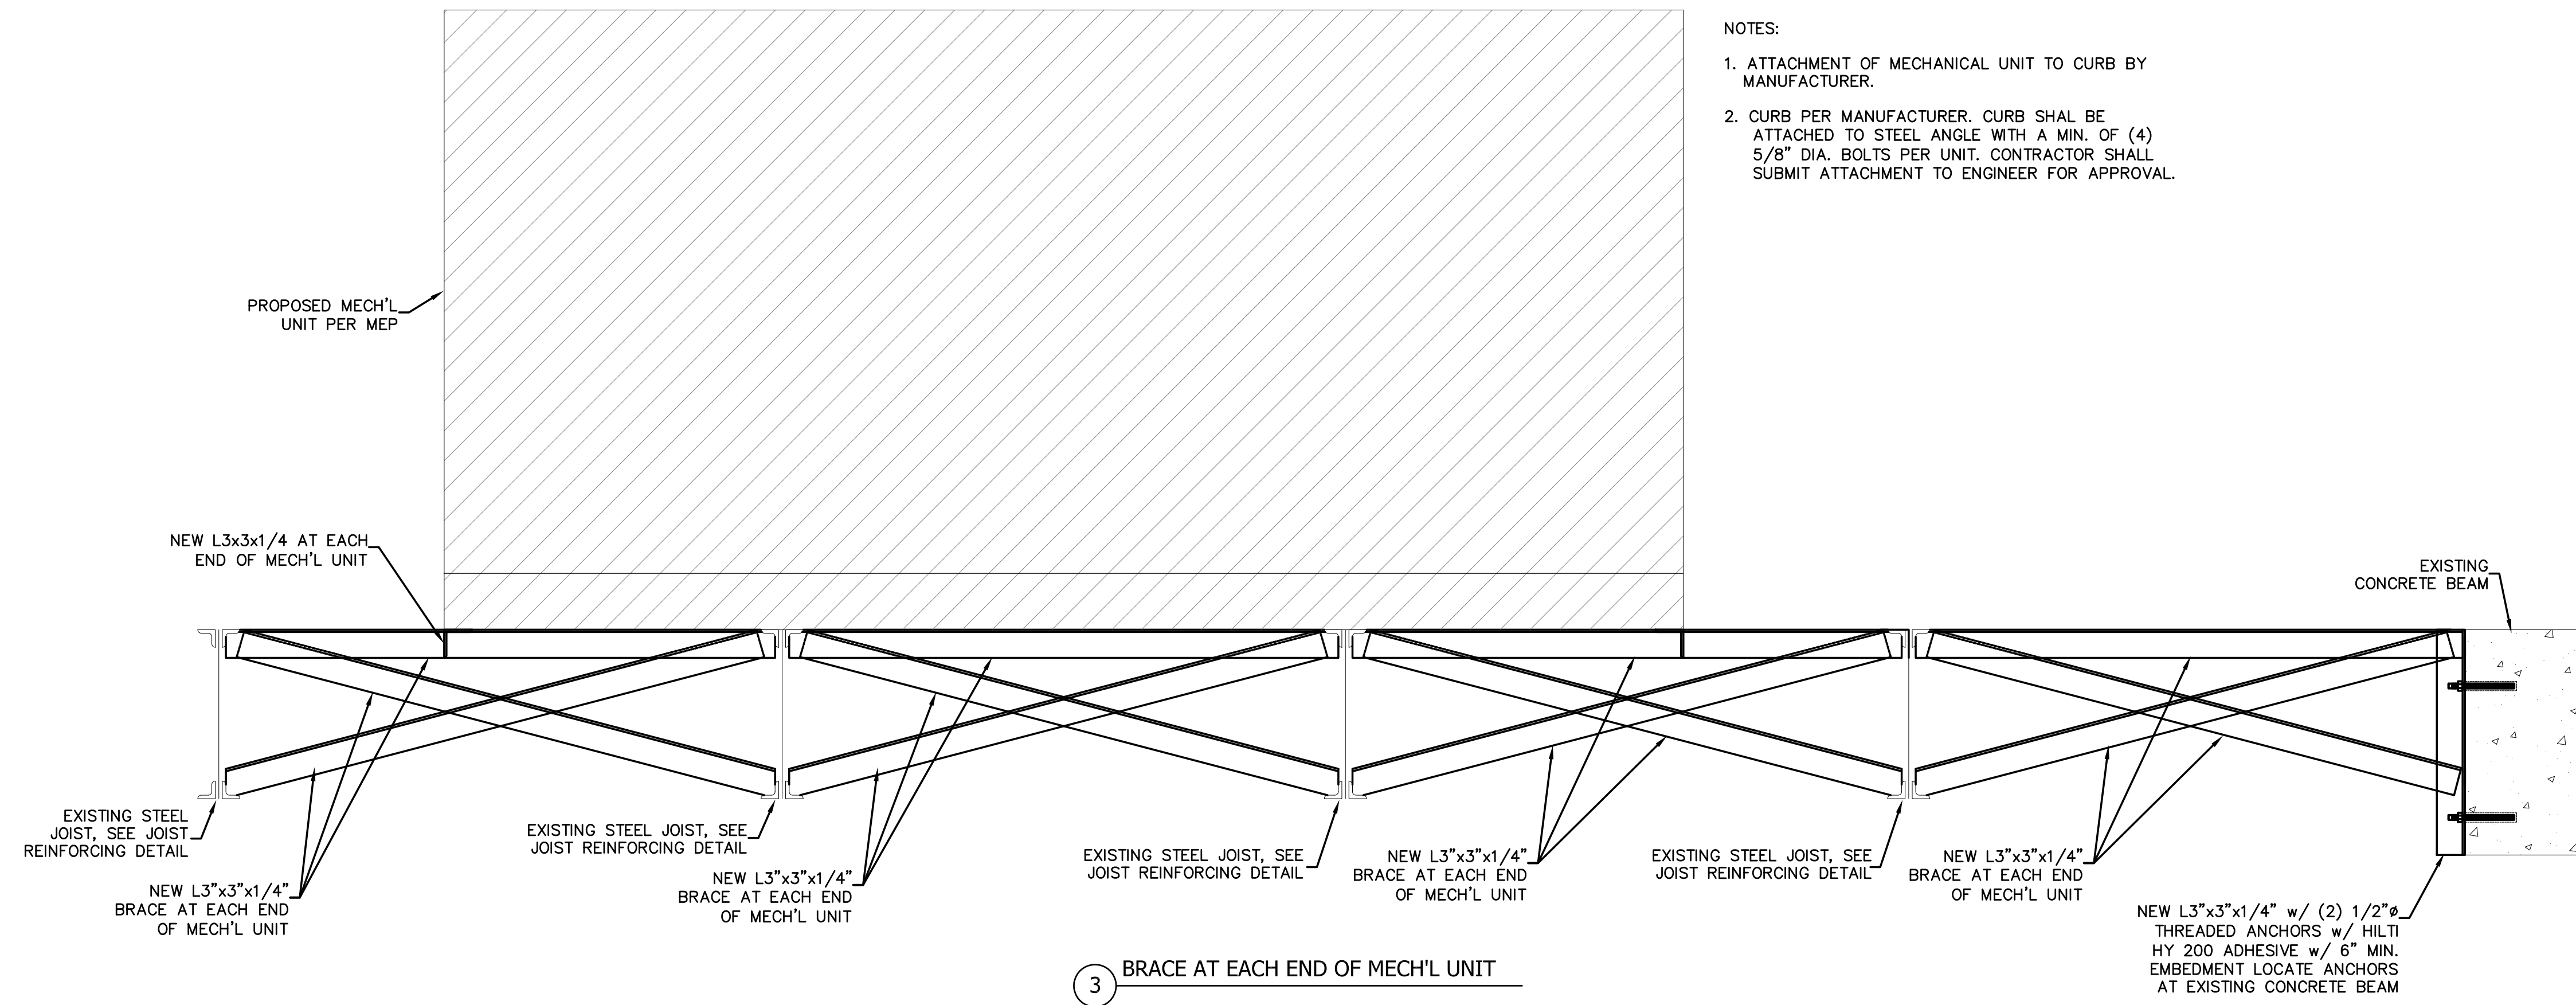 NOTES:
1. ATTACHMENT OF MECHANICAL UNIT TO CURB BY
MANUFACTURER.
2. CURB PER MANUFACTURER. CURB SHAL BE
ATTACHED TO STEEL ANGLE WITH A MIN. OF (4)
5/8" DIA. BOLTS PER UNIT. CONTRACTOR SHALL
SUBMIT ATTACHMENT TO ENGINEER FOR APPROVAL.
PROPOSED MECH'L
UNIT PER MEP
NEW L3x3x1/4 AT EACH
END OF MECH'L UNIT
EXISTING
CONCRETE BEAM
EXISTING STEEL
JOIST, SEE JOIST
REINFORCING DETAIL
NEW L3"x3"x1/4"
BRACE AT EACH END
OF MECH'L UNIT
EXISTING STEEL JOIST, SEE
JOIST REINFORCING DETAIL
NEW L3"x3"x1/4"
BRACE AT EACH END
OF MECH'L UNIT
EXISTING STEEL JOIST, SEE
JOIST REINFORCING DETAIL
NEW L3"x3"x1/4"
BRACE AT EACH END
OF MECH'L UNIT
EXISTING STEEL JOIST, SEE
JOIST REINFORCING DETAIL
NEW L3"x3"x1/4"
BRACE AT EACH END
OF MECH'L UNIT
NEW L3"x3"x1/4" w/ (2) 1/2"ø
THREADED ANCHORS w/ HILTI
HY 200 ADHESIVE w/ 6" MIN.
EMBEDMENT LOCATE ANCHORS
AT EXISTING CONCRETE BEAM
3 BRACE AT EACH END OF MECH'L UNIT